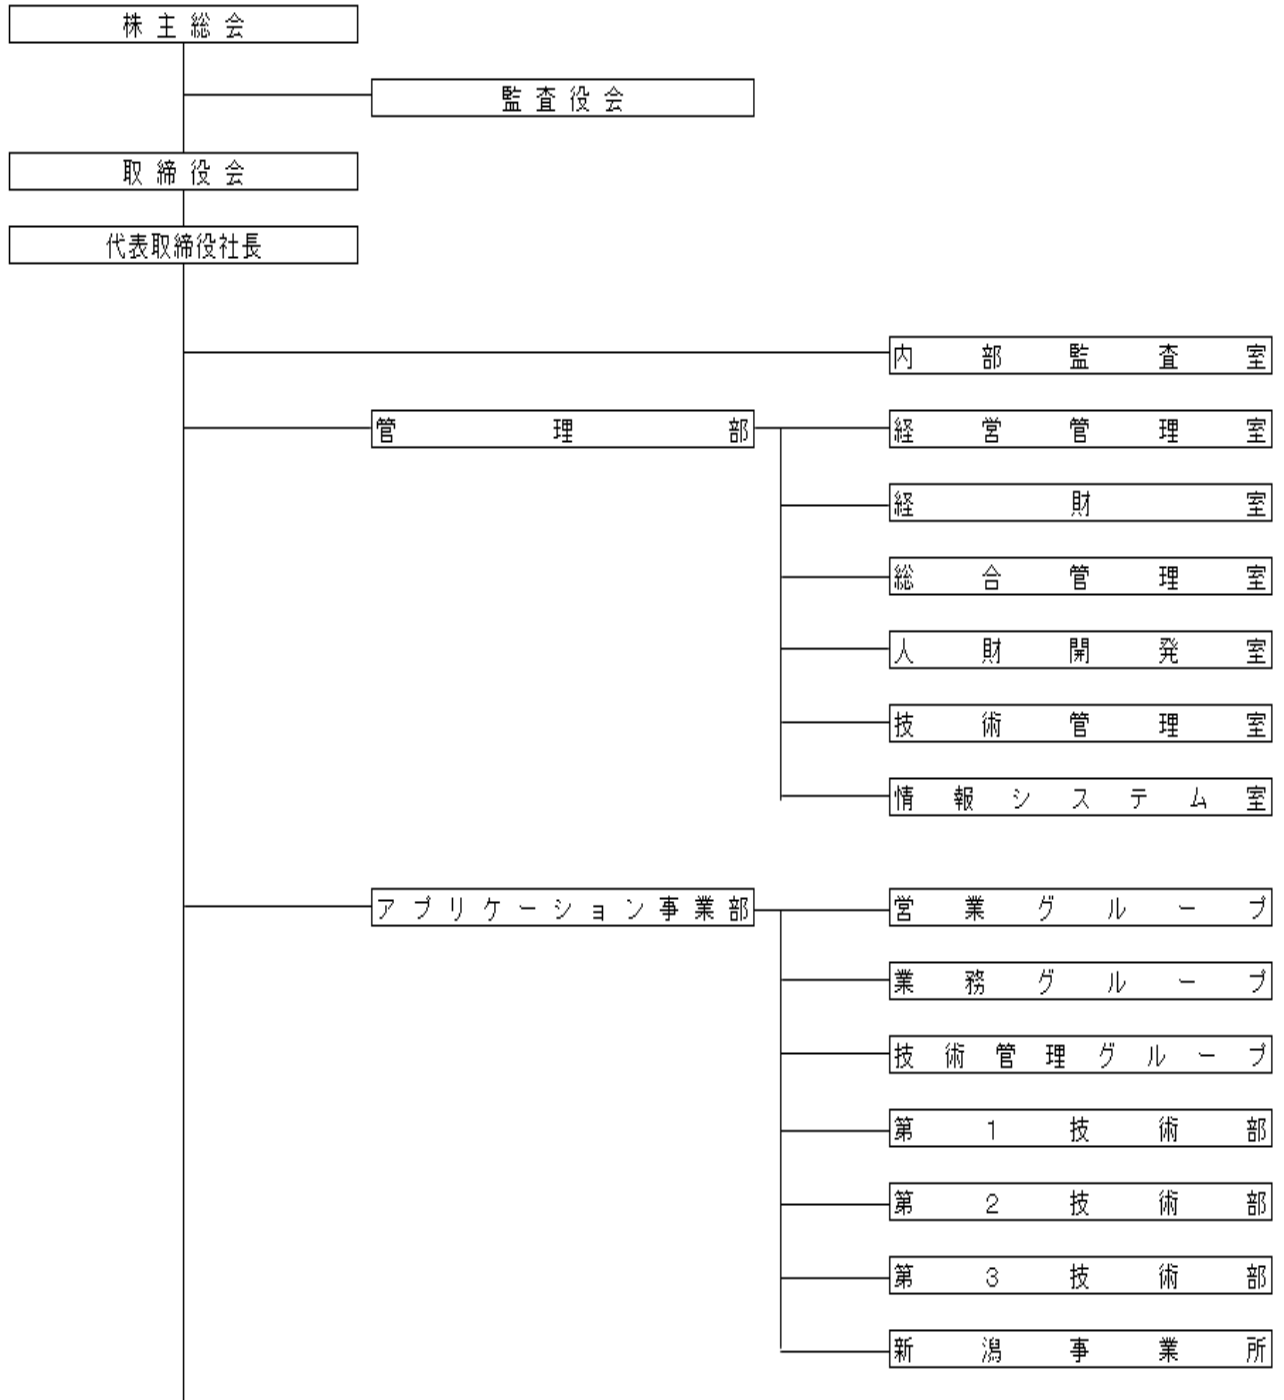 株主総会
監査役会
取締役会
代表取締役社長
内部監査室
管理部
経営管理室
経財室
総合管理室
人財開発室
技術管理室
情報システム室
アプリケーション事業部
営業グループ
業務グループ
技術管理グループ
第1技術部
第2技術部
第3技術部
新潟事業所